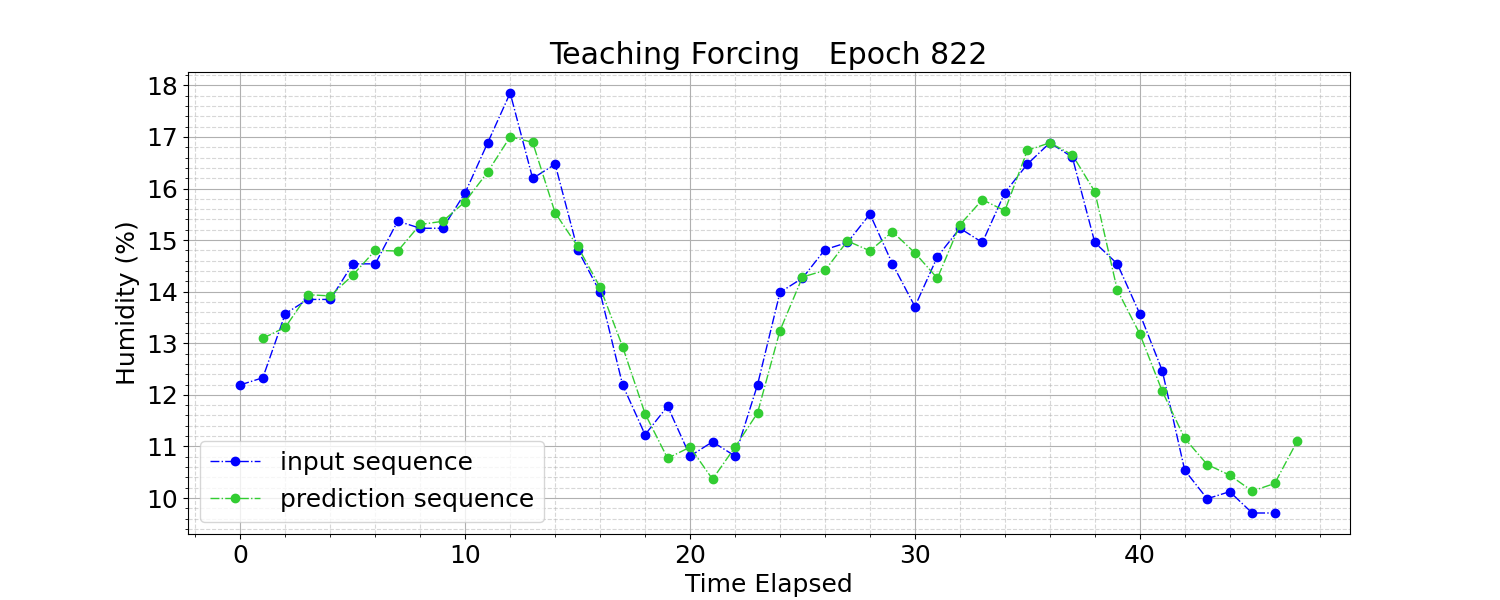 Teaching Forcing   Epoch 822
18
17
16
15
14
13
12
11
10
Humidity (%)
input sequence
prediction sequence
0 10 20 30 40
Time Elapsed